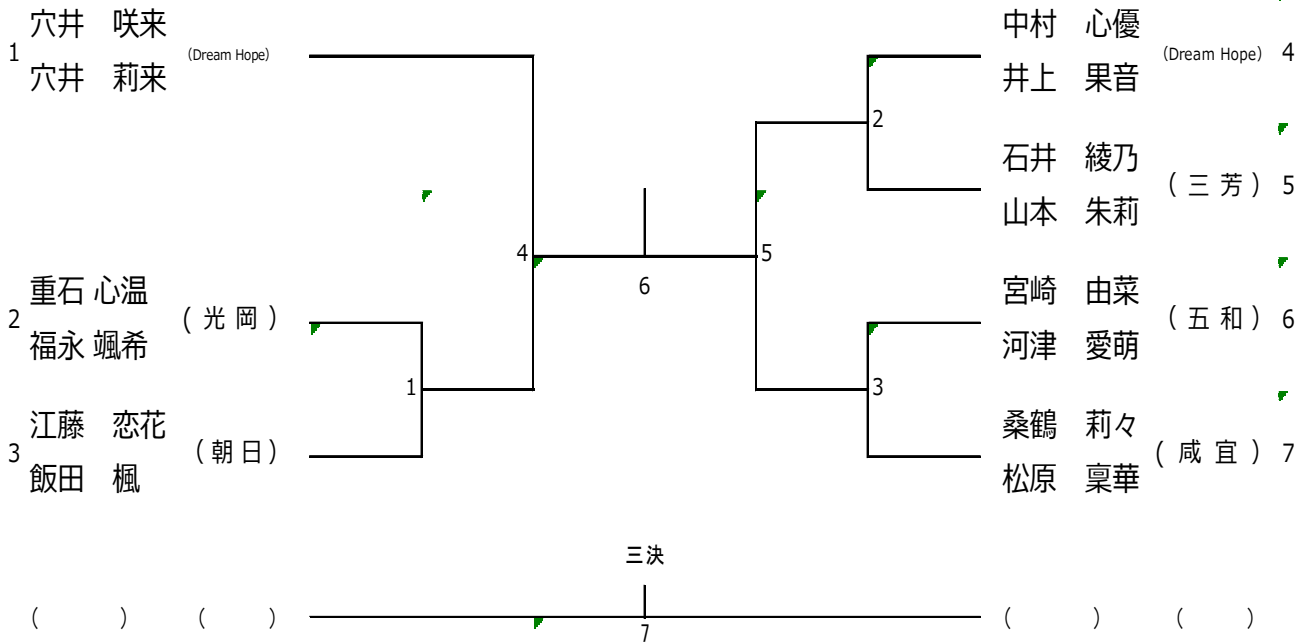 1
穴井　咲来
穴井　莉来
(Dream Hope)
2
重石 心温
福永 颯希
( 光 岡 )
3
江藤　恋花
飯田　楓
( 朝 日 )
1
4
6
5
2
3
中村　心優
井上　果音
(Dream Hope)
4
石井　綾乃
山本　朱莉
( 三 芳 )
5
宮崎　由菜
河津　愛萌
( 五 和 )
6
桑鶴　莉々
松原　稟華
( 咸 宜 )
7
三決
(　　　) (　　　)
7
(　　　) (　　　)